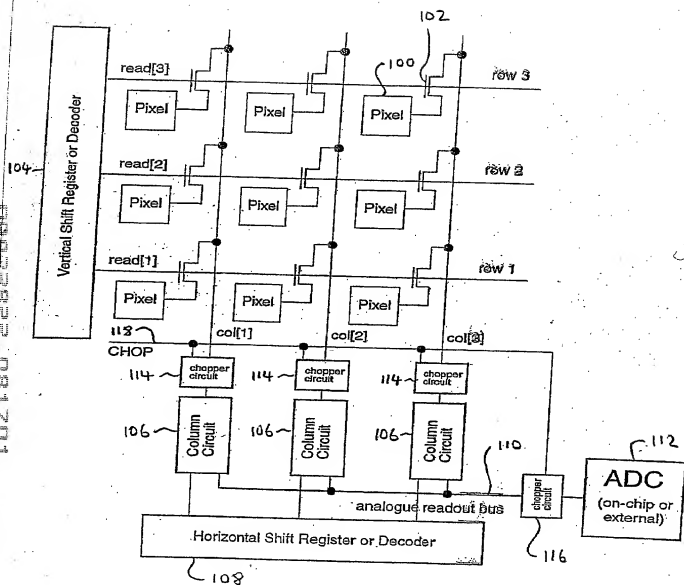 102
read[3]
100
row 3
Pixel
Pixel
Pixel
104
Vertical Shift Register or Decoder
read[2]
row 2
Pixel
Pixel
Pixel
read[1]
row 1
Pixel
Pixel
Pixel
118
CHOP
col[1]
col[2]
col[3]
114
chopper
circuit
114
chopper
circuit
114
chopper
circuit
106
Column
Circuit
106
Column
Circuit
106
Column
Circuit
110
112
ADC
(on-chip or
external)
analogue readout bus
chopper
circuit
116
Horizontal Shift Register or Decoder
108